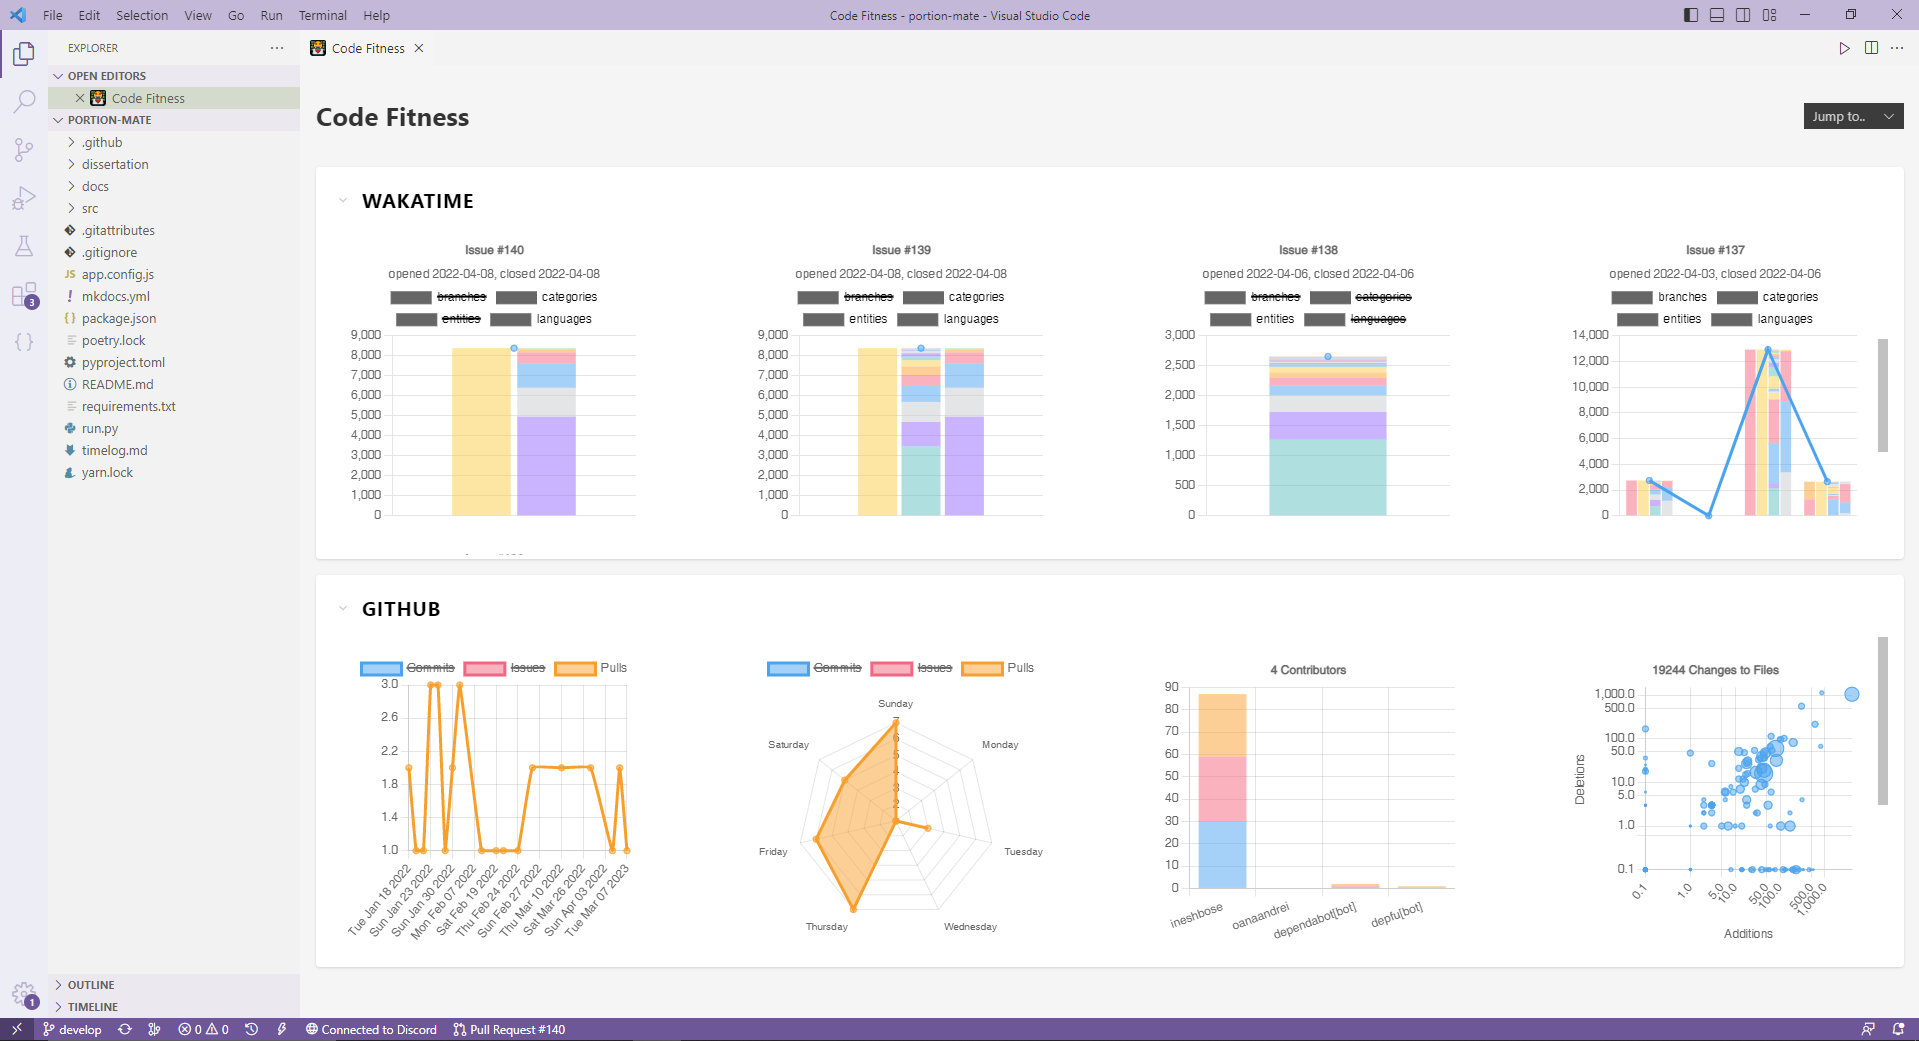 File Edit Selection View Go Run Terminal Help
Code Fitness - portion-mate - Visual Studio Code
EXPLORER
OPEN EDITORS
Code Fitness
PORTION-MATE
.github
dissertation
docs
src
.gitattributes
.gitignore
JS app.config.js
! mkdocs.yml
{} package.json
poetry.lock
pyproject.toml
README.md
requirements.txt
run.py
timelog.md
yarn.lock
OUTLINE
TIMELINE
3
1
Code Fitness
Code Fitness
Jump to..
WAKATIME
Issue #140
opened 2022-04-08, closed 2022-04-08
branches categories
entities languages
9,000
8,000
7,000
6,000
5,000
4,000
3,000
2,000
1,000
0
Issue #139
opened 2022-04-08, closed 2022-04-08
branches categories
entities languages
9,000
8,000
7,000
6,000
5,000
4,000
3,000
2,000
1,000
0
Issue #138
opened 2022-04-06, closed 2022-04-06
branches categories
entities languages
3,000
2,500
2,000
1,500
1,000
500
0
Issue #137
opened 2022-04-03, closed 2022-04-06
branches categories
entities languages
14,000
12,000
10,000
8,000
6,000
4,000
2,000
0
GITHUB
Commits Issues Pulls
3.0
2.6
2.2
1.8
1.4
1.0
Tue Jan 18 2022
Sun Jan 23 2022
Sun Jan 30 2022
Mon Feb 07 2022
Sat Feb 19 2022
Thu Feb 24 2022
Sun Feb 27 2022
Thu Mar 10 2022
Sat Mar 26 2022
Sun Apr 03 2022
Tue Mar 07 2023
Commits Issues Pulls
Sunday
Monday
Tuesday
Wednesday
Thursday
Friday
Saturday
7
6
5
4
3
2
4 Contributors
90
80
70
60
50
40
30
20
10
0
ineshbose
oanaandrei
dependabot[bot]
depfu[bot]
19244 Changes to Files
Deletions
1,000.0
500.0
100.0
50.0
10.0
5.0
1.0
0.1
0.1
1.0
5.0
10.0
50.0
100.0
500.0
1,000.0
Additions
develop 0 0 Connected to Discord Pull Request #140